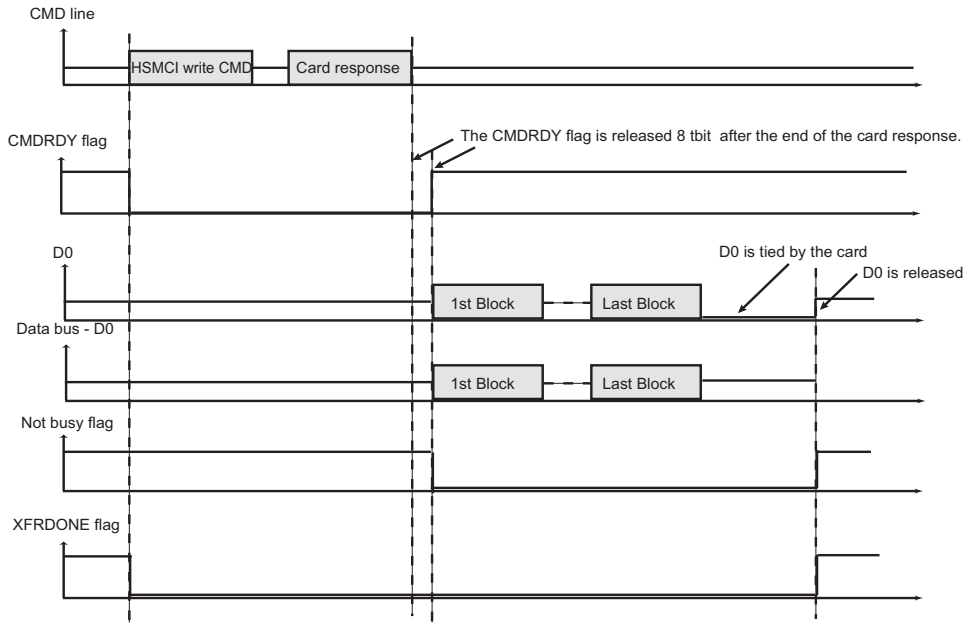 CMD line
HSMCI write CMD
Card response
CMDRDY flag
The CMDRDY flag is released 8 tbit after the end of the card response.
D0
D0 is tied by the card
D0 is released
1st Block
Last Block
Data bus - D0
1st Block
Last Block
Not busy flag
XFRDONE flag